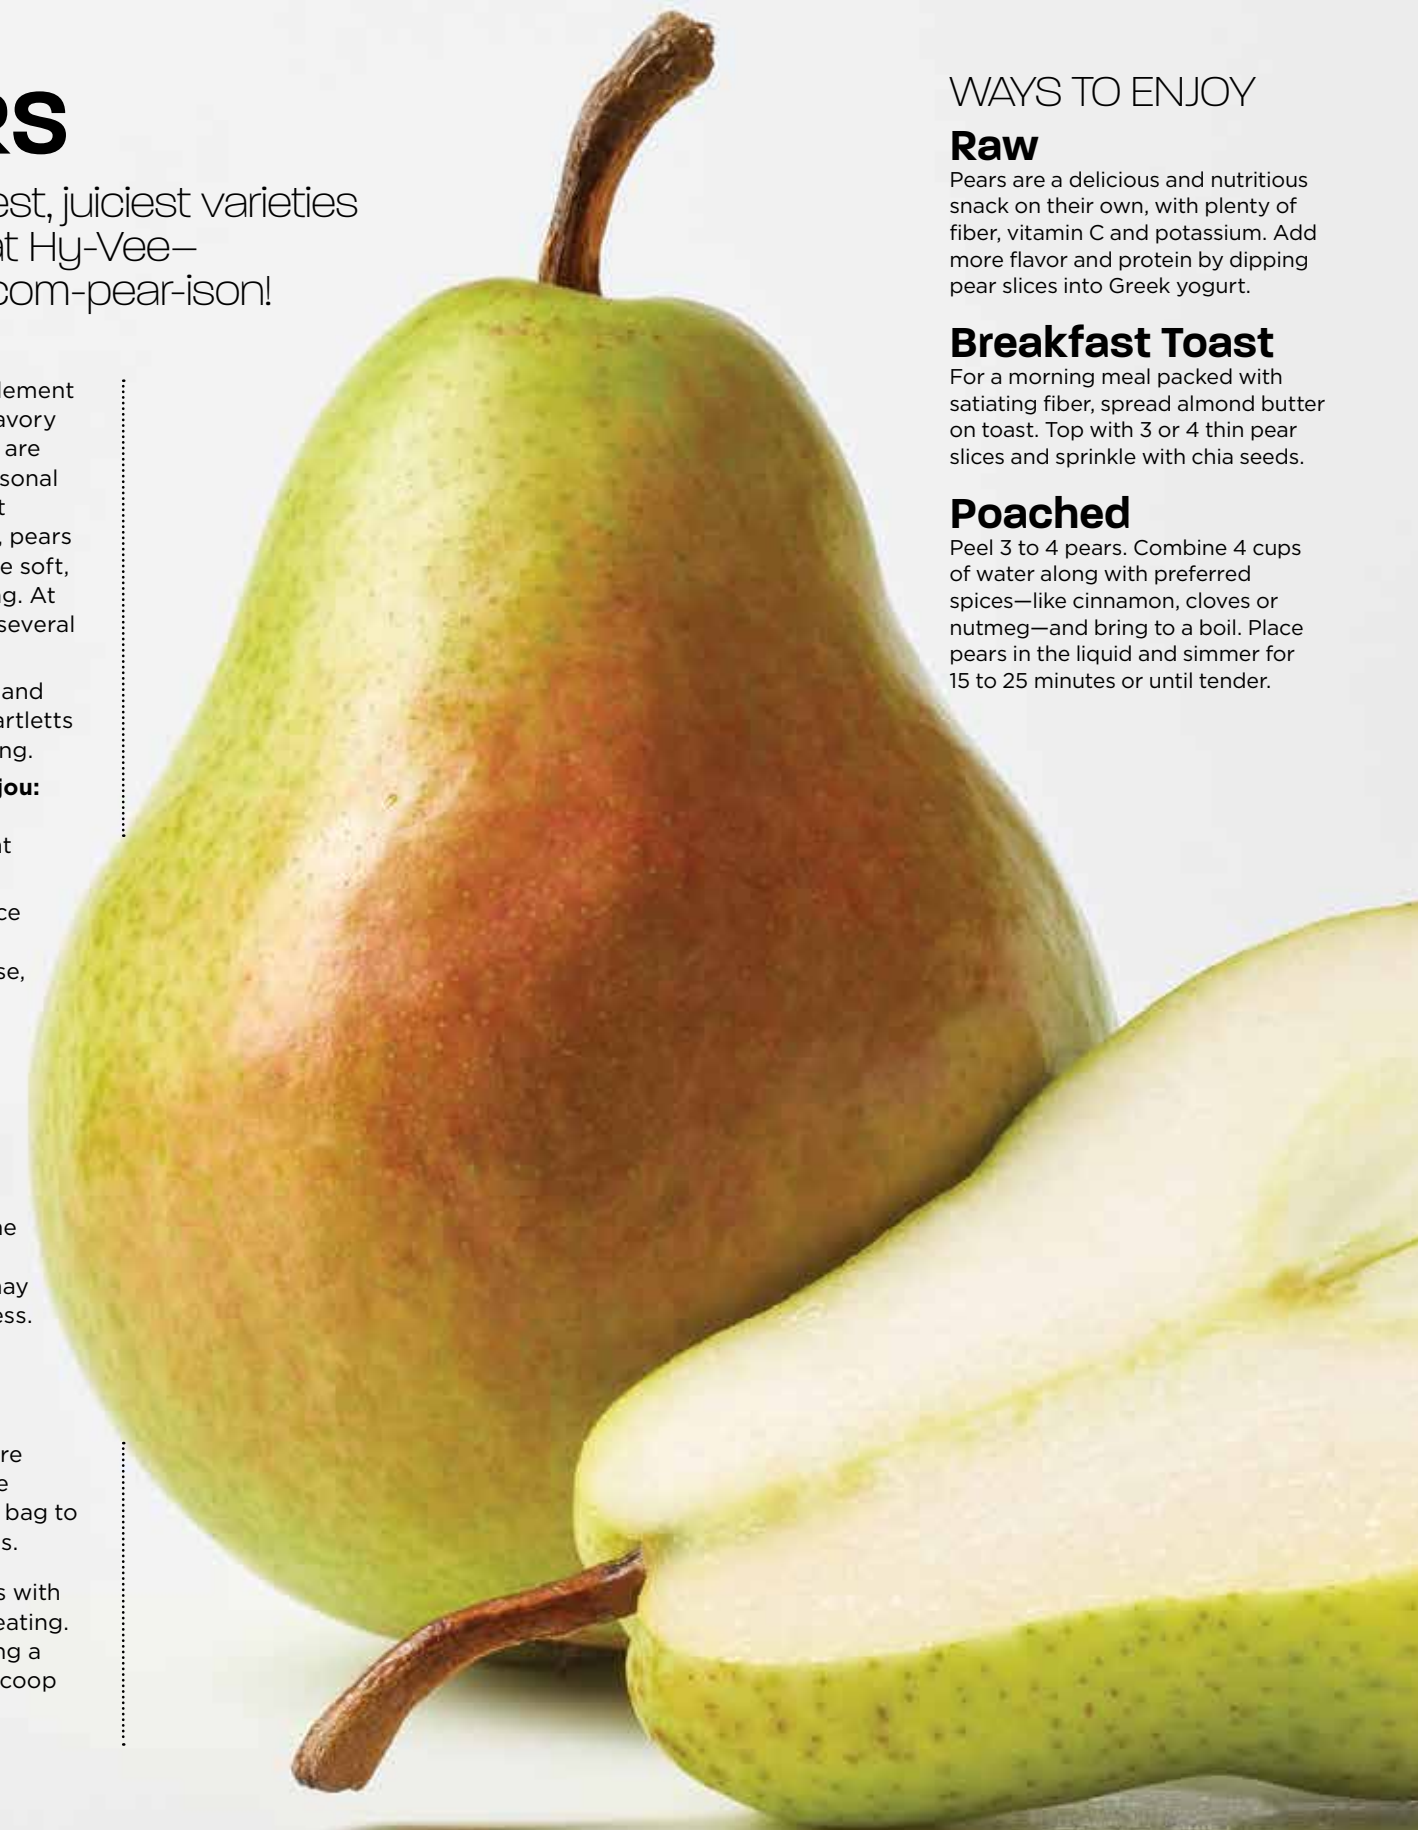 RS
est, juiciest varieties
at Hy-Vee—
com-pear-ison!
lement
avory
are
sonal
t
, pears
e soft,
ng. At
several
and
artletts
ng.
jou:
nt
ce
se,
ne
nay
ess.
re
e
bag to
s.
s with
eating.
ng a
scoop
WAYS TO ENJOY
Raw
Pears are a delicious and nutritious
snack on their own, with plenty of
fiber, vitamin C and potassium. Add
more flavor and protein by dipping
pear slices into Greek yogurt.
Breakfast Toast
For a morning meal packed with
satiating fiber, spread almond butter
on toast. Top with 3 or 4 thin pear
slices and sprinkle with chia seeds.
Poached
Peel 3 to 4 pears. Combine 4 cups
of water along with preferred
spices—like cinnamon, cloves or
nutmeg—and bring to a boil. Place
pears in the liquid and simmer for
15 to 25 minutes or until tender.